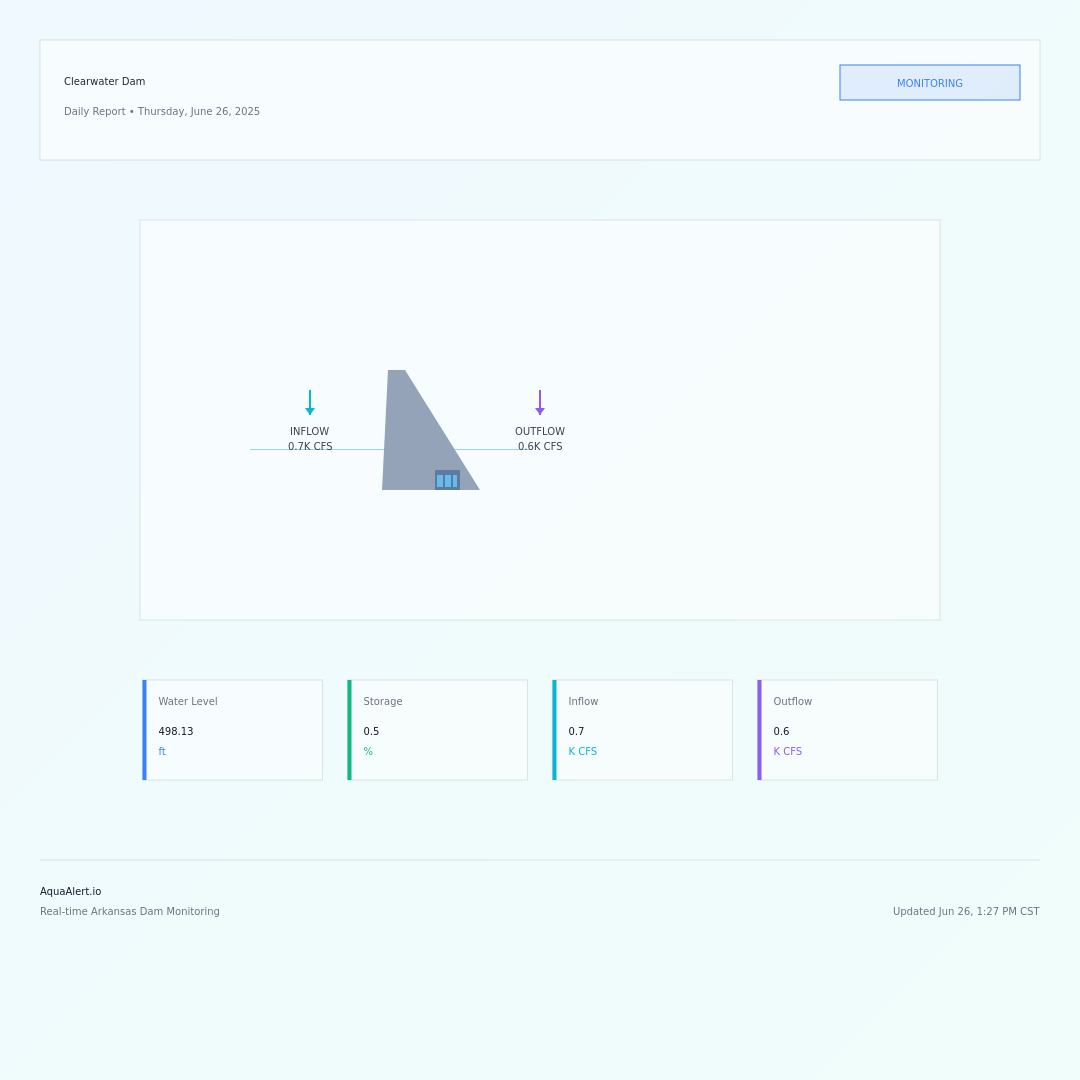 Clearwater Dam
MONITORING
Daily Report • Thursday, June 26, 2025
INFLOW
0.7K CFS
OUTFLOW
0.6K CFS
Water Level
498.13
ft
Storage
0.5
%
Inflow
0.7
K CFS
Outflow
0.6
K CFS
AquaAlert.io
Real-time Arkansas Dam Monitoring
Updated Jun 26, 1:27 PM CST